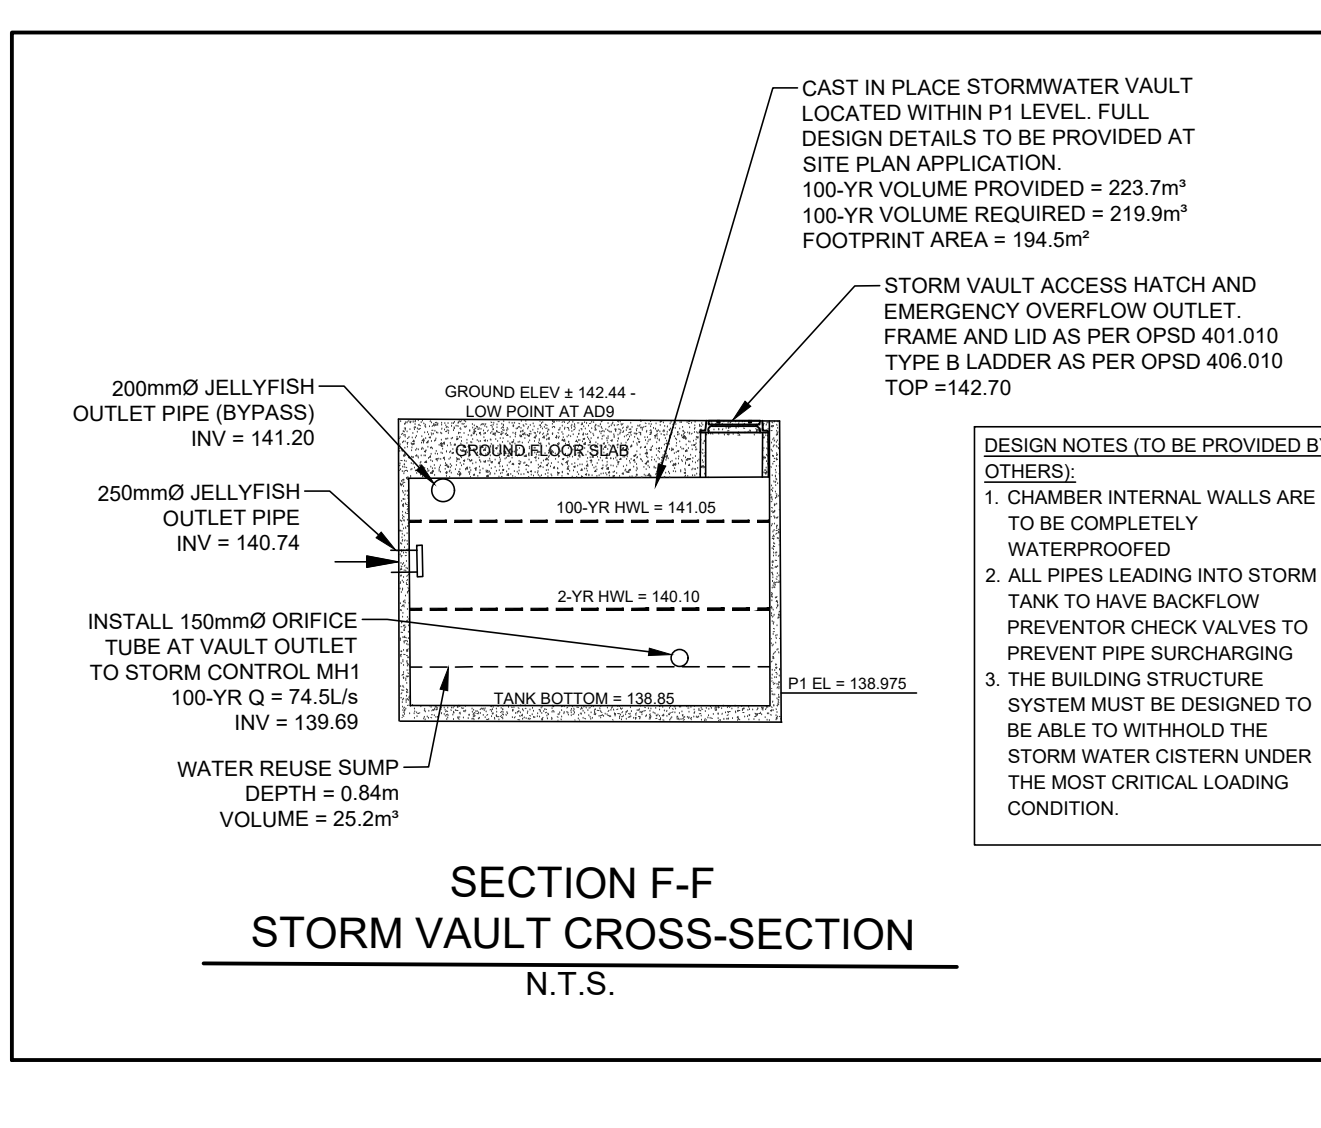 CAST IN PLACE STORMWATER VAULT
LOCATED WITHIN P1 LEVEL. FULL
DESIGN DETAILS TO BE PROVIDED AT
SITE PLAN APPLICATION.
100-YR VOLUME PROVIDED = 223.7m³
100-YR VOLUME REQUIRED = 219.9m³
FOOTPRINT AREA = 194.5m²
STORM VAULT ACCESS HATCH AND
EMERGENCY OVERFLOW OUTLET.
FRAME AND LID AS PER OPSD 401.010
TYPE B LADDER AS PER OPSD 406.010
TOP =142.70
200mmØ JELLYFISH
OUTLET PIPE (BYPASS)
INV = 141.20
GROUND ELEV ± 142.44 -
LOW POINT AT AD9
GROUND FLOOR SLAB
250mmØ JELLYFISH
OUTLET PIPE
INV = 140.74
100-YR HWL = 141.05
2-YR HWL = 140.10
INSTALL 150mmØ ORIFICE
TUBE AT VAULT OUTLET
TO STORM CONTROL MH1
100-YR Q = 74.5L/s
INV = 139.69
TANK BOTTOM = 138.85
P1 EL = 138.975
WATER REUSE SUMP
DEPTH = 0.84m
VOLUME = 25.2m³
DESIGN NOTES (TO BE PROVIDED BY
OTHERS):
1. CHAMBER INTERNAL WALLS ARE
TO BE COMPLETELY
WATERPROOFED
2. ALL PIPES LEADING INTO STORM
TANK TO HAVE BACKFLOW
PREVENTOR CHECK VALVES TO
PREVENT PIPE SURCHARGING
3. THE BUILDING STRUCTURE
SYSTEM MUST BE DESIGNED TO
BE ABLE TO WITHHOLD THE
STORM WATER CISTERN UNDER
THE MOST CRITICAL LOADING
CONDITION.
SECTION F-F
STORM VAULT CROSS-SECTION
N.T.S.